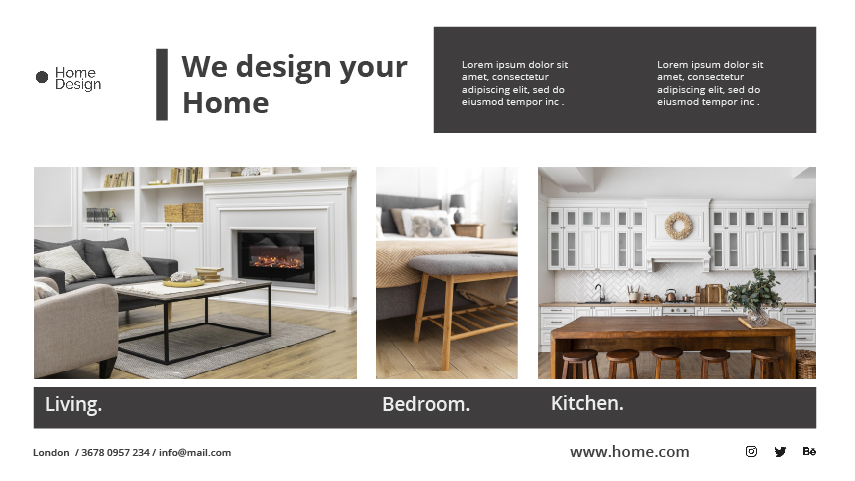 Home
Design
We design your
Home
Lorem ipsum dolor sit
amet, consectetur
adipiscing elit, sed do
eiusmod tempor inc .
Lorem ipsum dolor sit
amet, consectetur
adipiscing elit, sed do
eiusmod tempor inc .
Living.
Bedroom.
Kitchen.
London / 3678 0957 234 / info@mail.com
www.home.com
Bē